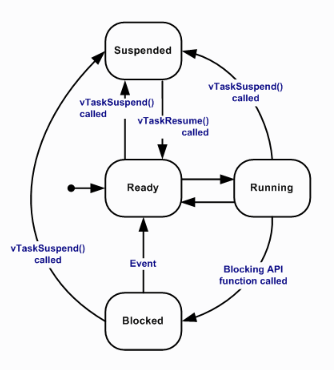 Suspended
vTaskSuspend()
called
vTaskSuspend()
called
vTaskResume()
called
Ready
Running
vTaskSuspend()
called
Event
Blocking API
function called
Blocked